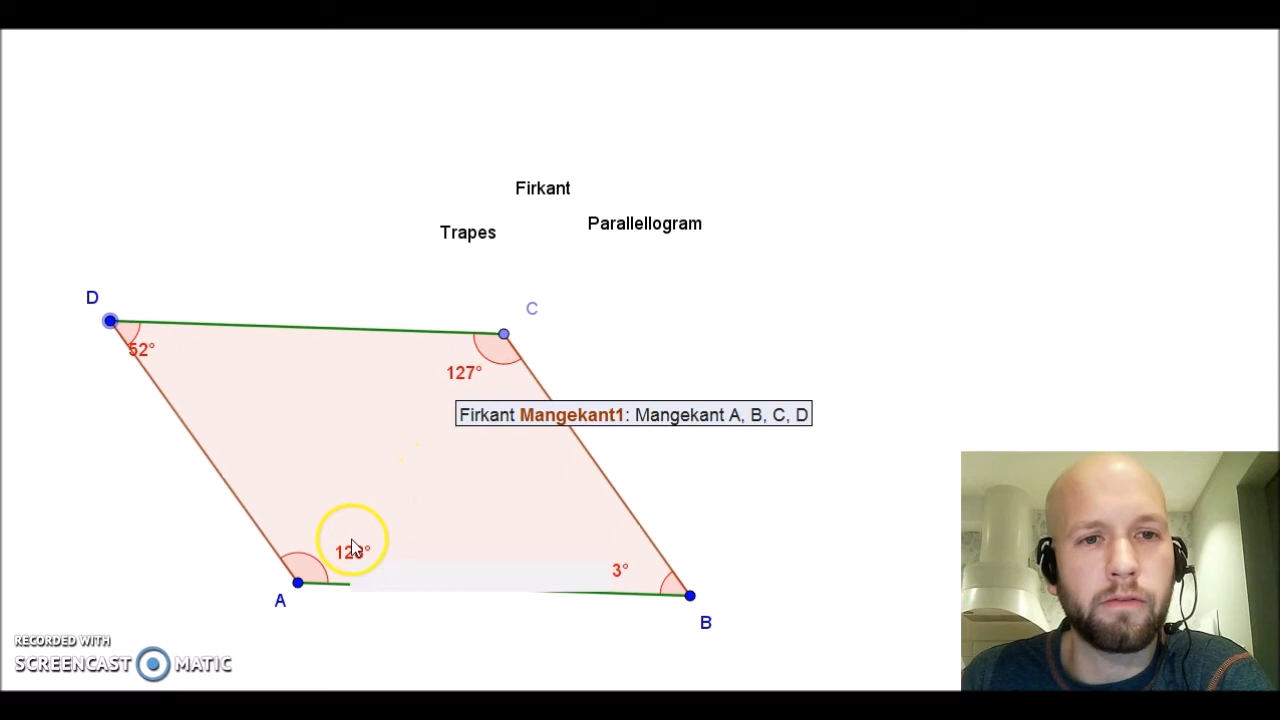 Firkant
Parallellogram
Trapes
D
C
52°
127°
Firkant Mangekant1: Mangekant A, B, C, D
3°
A
B
RECORDED WITH
SCREENCAST MATIC